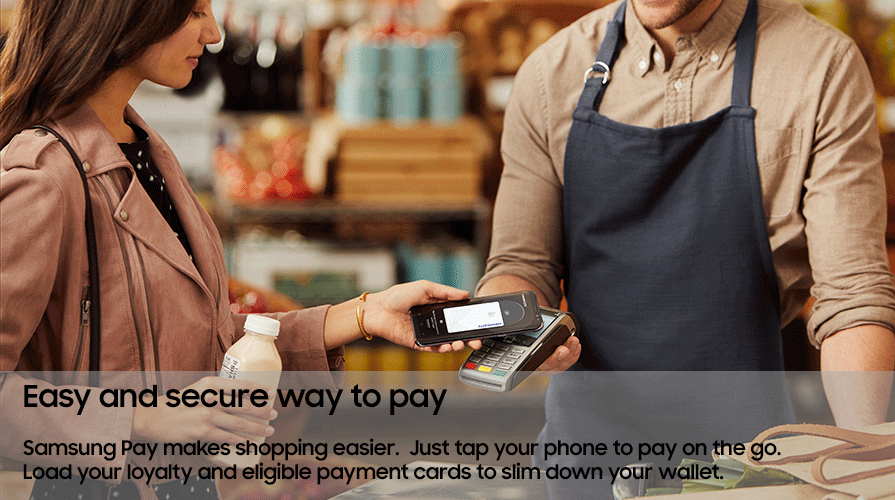 Easy and secure way to pay
Samsung Pay makes shopping easier.  Just tap your phone to pay on the go.
Load your loyalty and eligible payment cards to slim down your wallet.